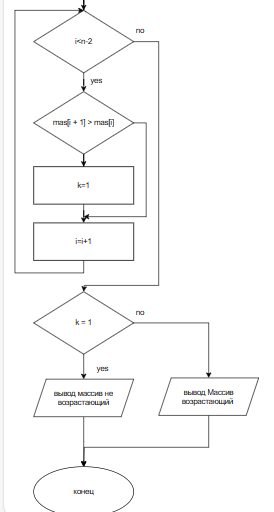 i<n-2
no
yes
mas[i + 1] > mas[i]
k=1
i=i+1
k = 1
no
yes
вывод массив не
возрастающий
вывод Массив
возрастающий
конец